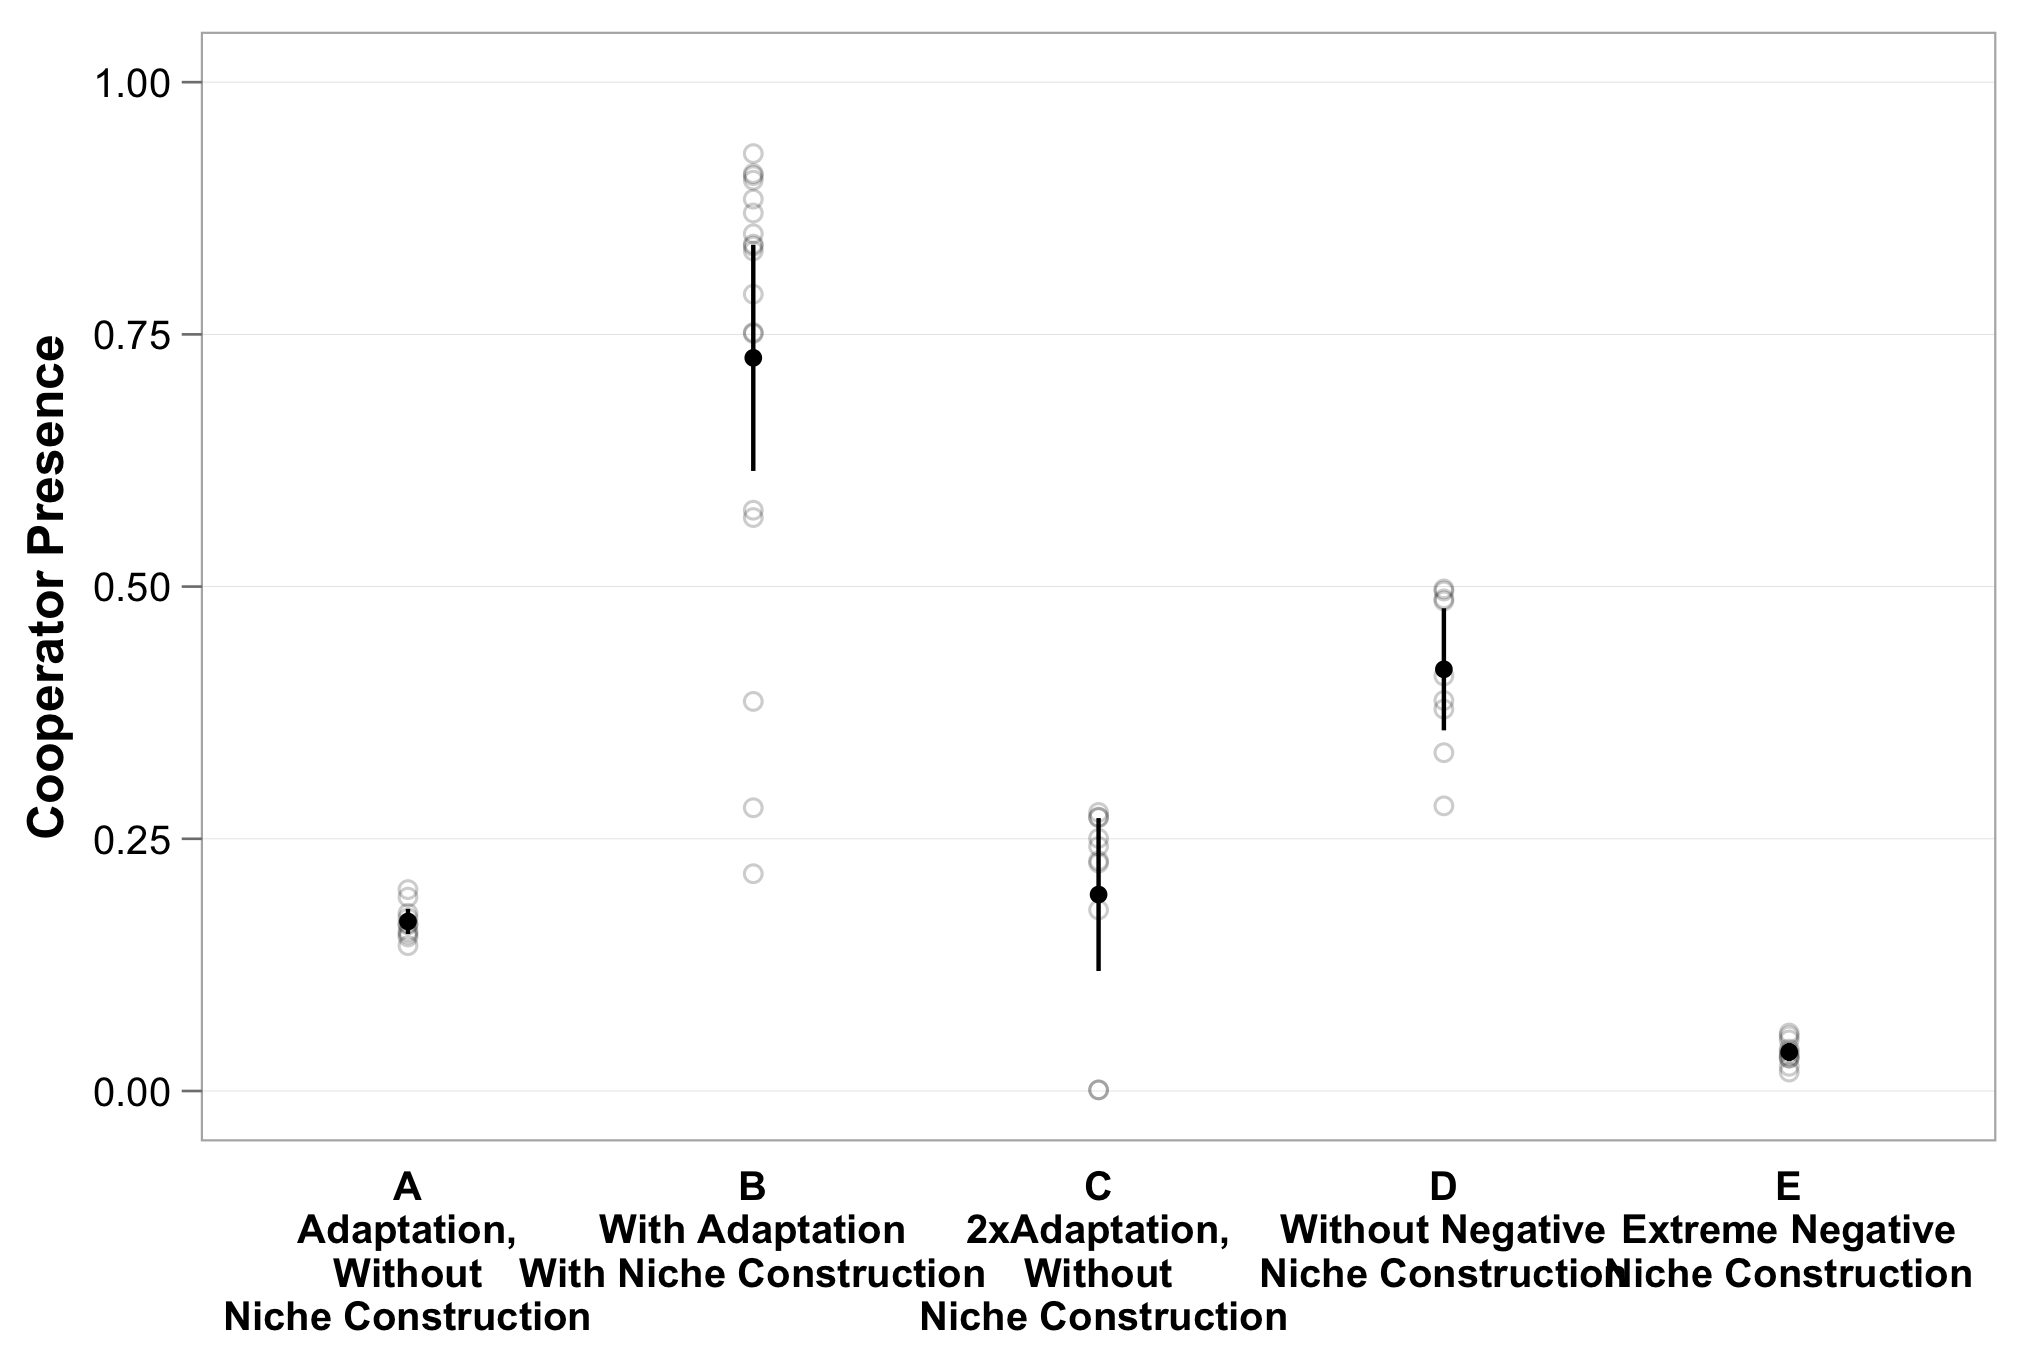 Cooperator Presence
1.00
0.75
0.50
0.25
0.00
A
Adaptation,
Without
Niche Construction
B
With Adaptation
With Niche Construction
C
2xAdaptation,
Without
Niche Construction
D
Without Negative
Niche Construction
E
Extreme Negative
Niche Construction